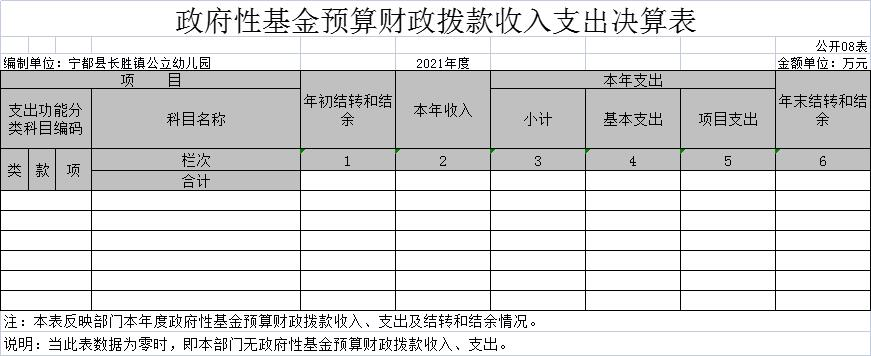 政府性基金预算财政拨款收入支出决算表
公开08表
编制单位：宁都县长胜镇公立幼儿园 2021年度 金额单位：万元
项 目 年初结转和结余 本年收入 本年支出 年末结转和结余
支出功能分类科目编码 科目名称 小计 基本支出 项目支出
类 款 项 栏次 1 2 3 4 5 6
合计
注：本表反映部门本年度政府性基金预算财政拨款收入、支出及结转和结余情况。
说明：当此表数据为零时，即本部门无政府性基金预算财政拨款收入、支出。